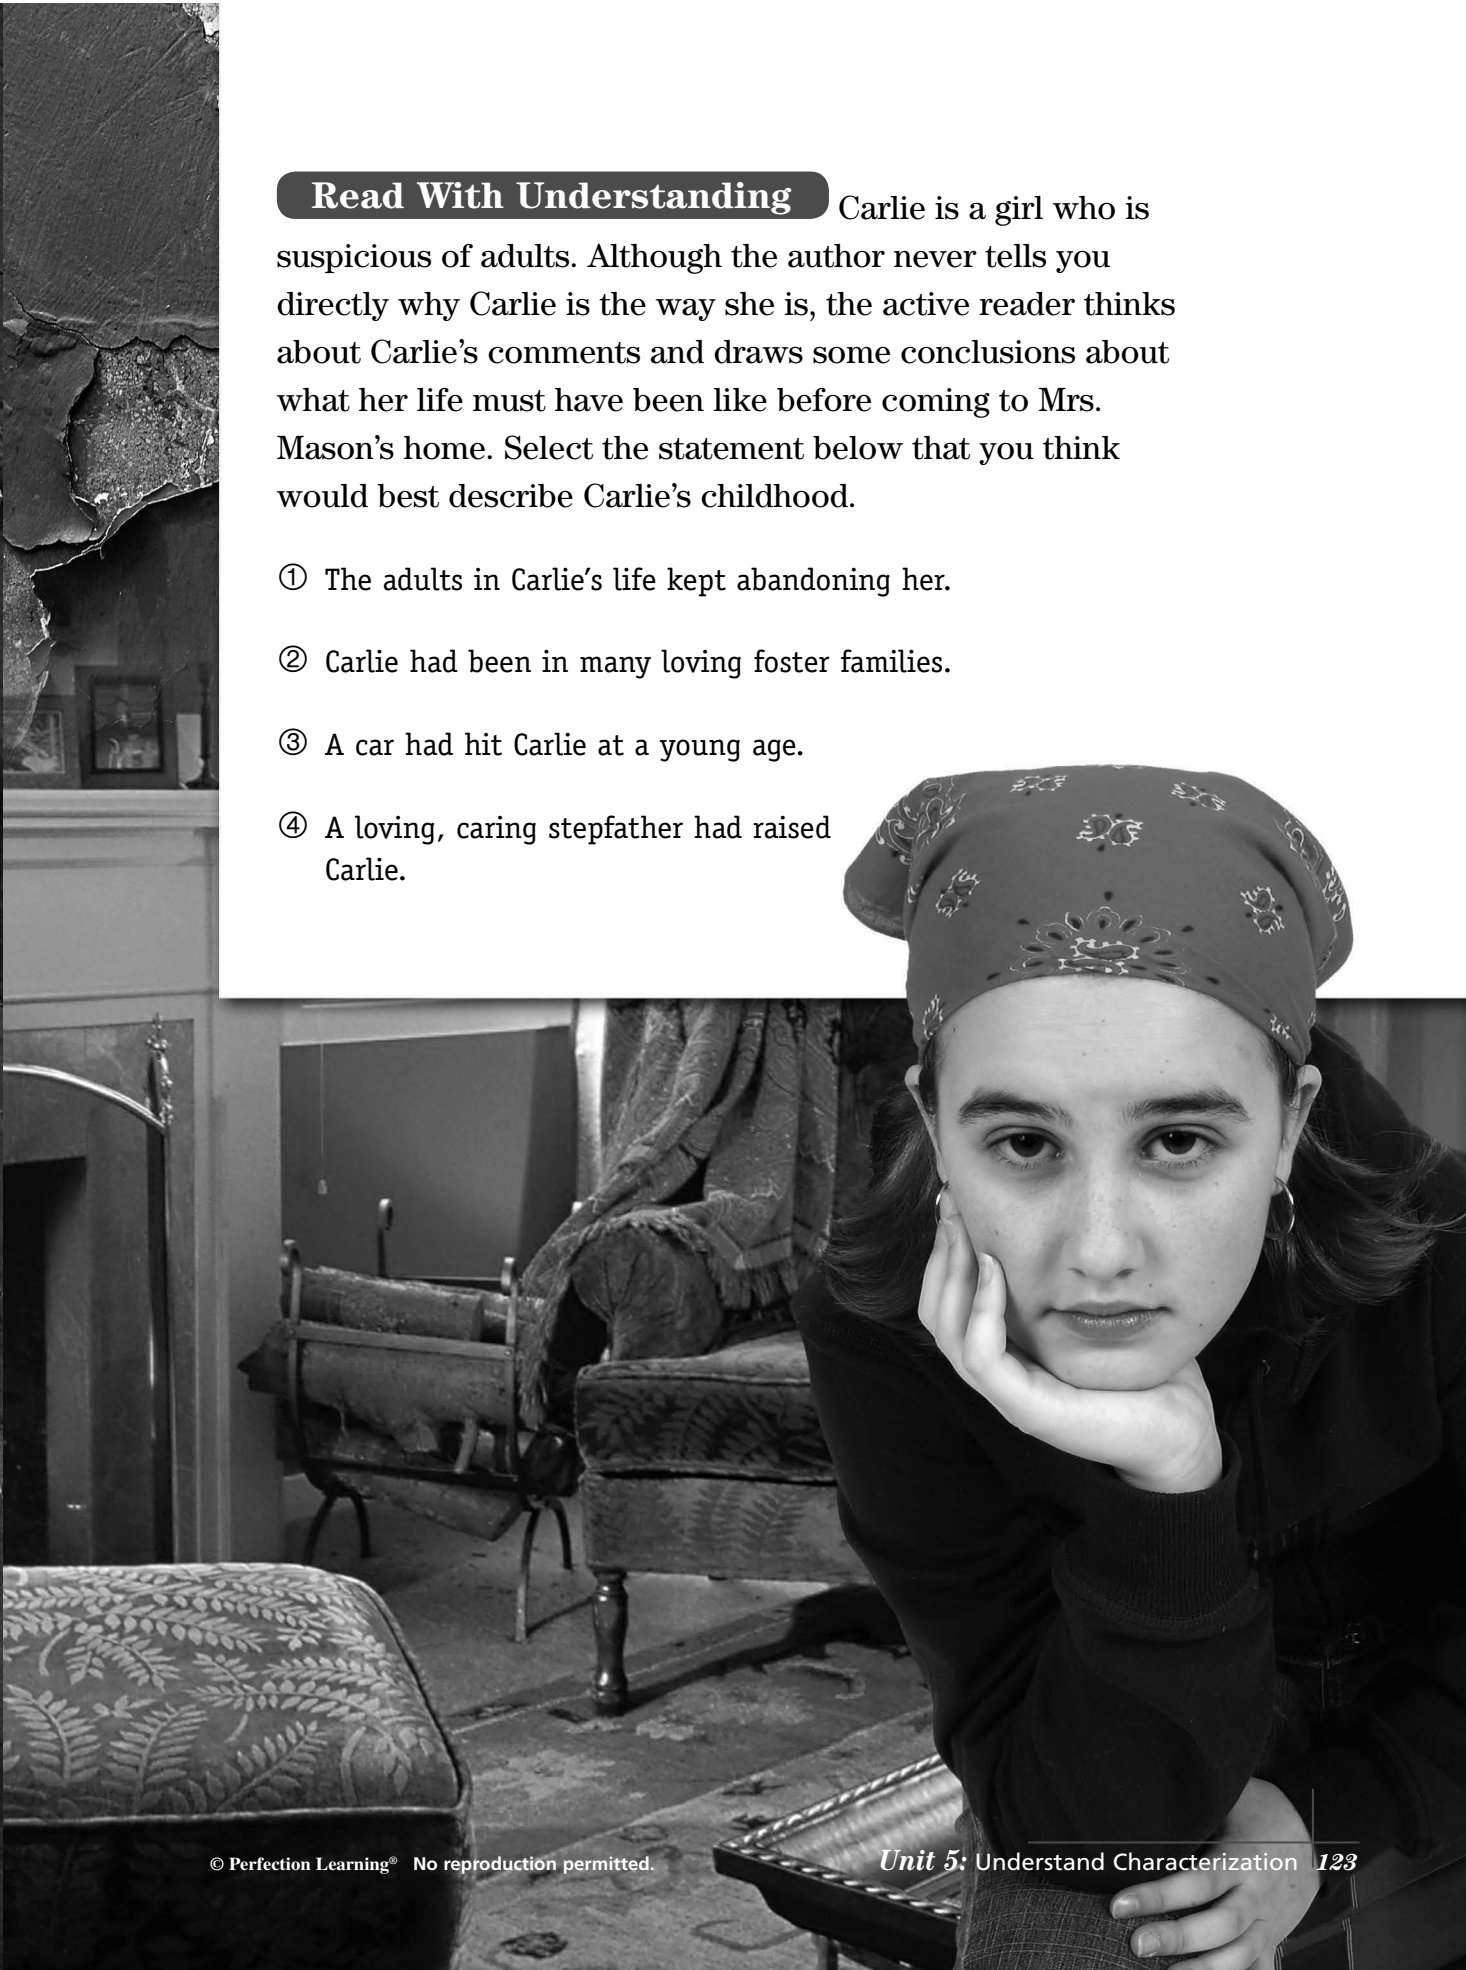 Read With Understanding Carlie is a girl who is
suspicious of adults. Although the author never tells you
directly why Carlie is the way she is, the active reader thinks
about Carlie’s comments and draws some conclusions about
what her life must have been like before coming to Mrs.
Mason’s home. Select the statement below that you think
would best describe Carlie’s childhood.
① The adults in Carlie’s life kept abandoning her.
② Carlie had been in many loving foster families.
③ A car had hit Carlie at a young age.
④ A loving, caring stepfather had raised
Carlie.
© Perfection Learning® No reproduction permitted.
Unit 5: Understand Characterization 123